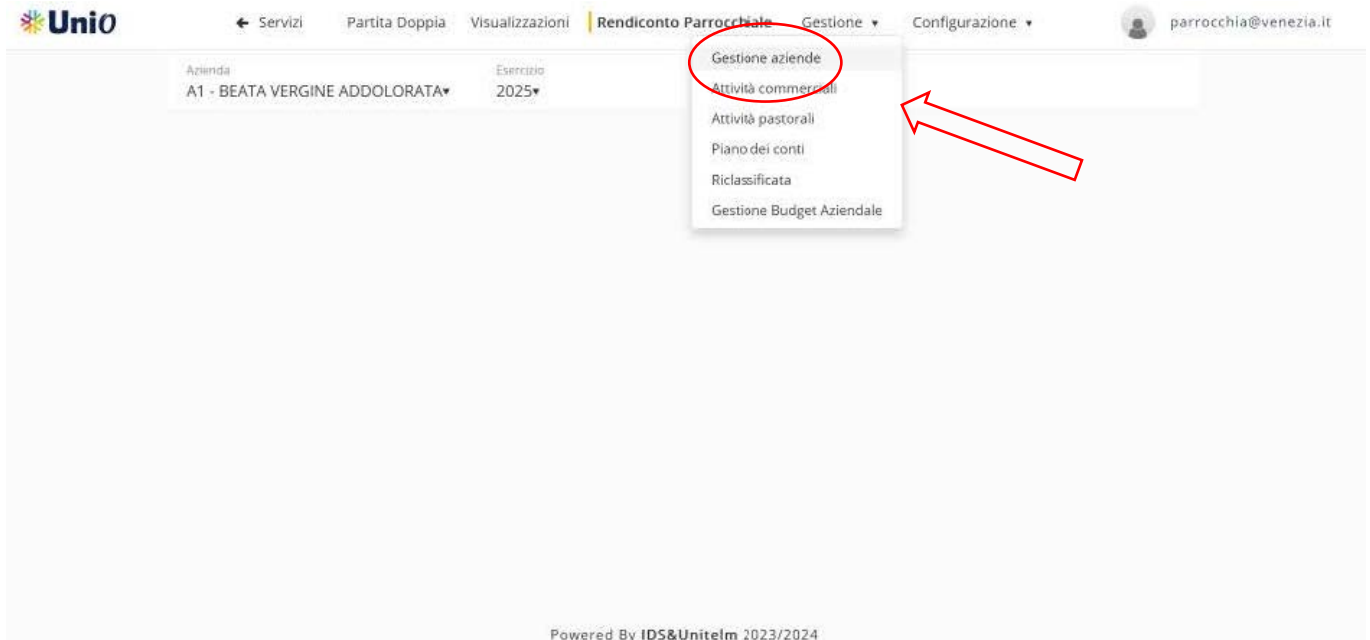 UniO
← Servizi Partita Doppia Visualizzazioni Rendiconto Parrocchiale Gestione ▾ Configurazione ▾ parrocchia@venezia.it
Azienda Esercizio
A1 - BEATA VERGINE ADDOLORATA▾ 2025▾
Gestione aziende
Attività commerciali
Attività pastorali
Piano dei conti
Riclassificata
Gestione Budget Aziendale
Powered By IDS&Unitelm 2023/2024